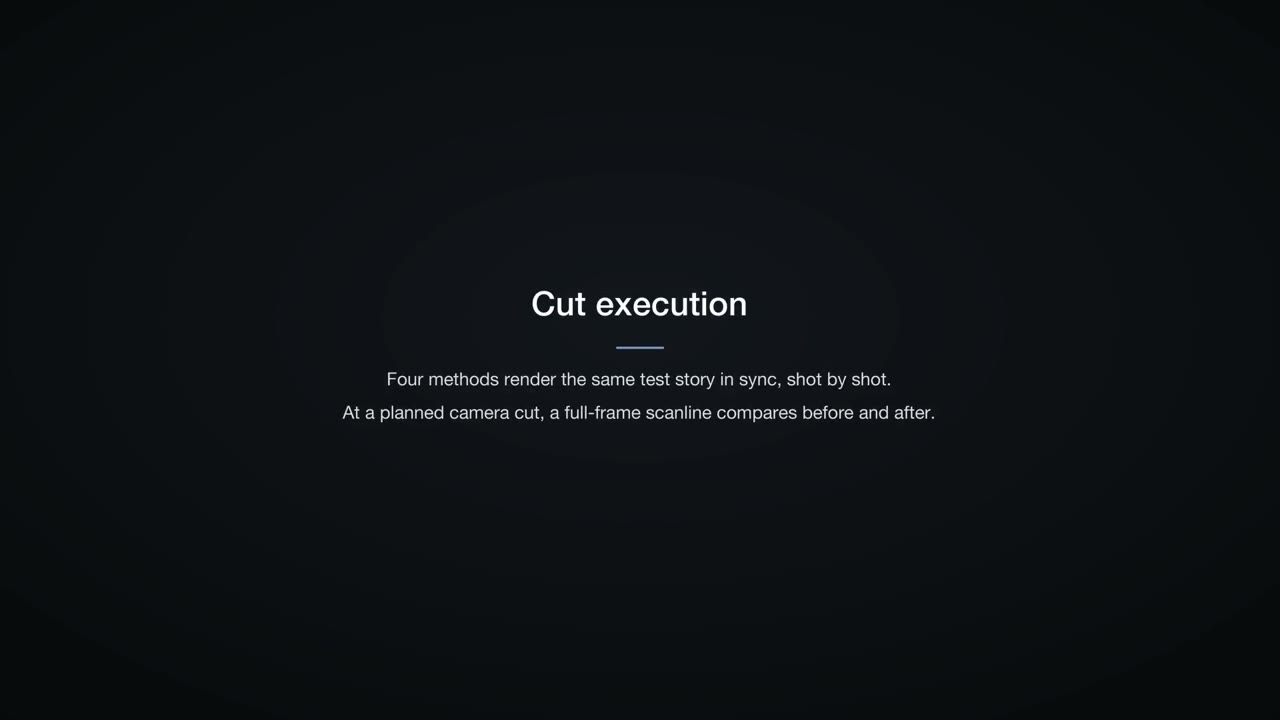 Cut execution
Four methods render the same test story in sync, shot by shot.
At a planned camera cut, a full-frame scanline compares before and after.